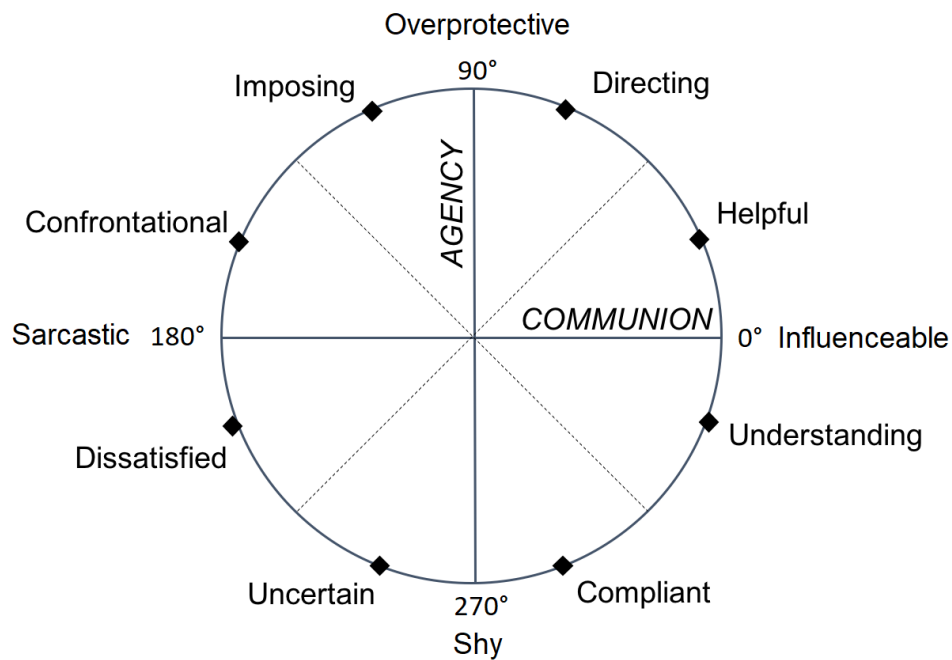 Overprotective
90°
Imposing
Directing
AGENCY
Confrontational
Helpful
COMMUNION
Sarcastic 180°
0° Influenceable
Dissatisfied
Understanding
Uncertain
270°
Compliant
Shy